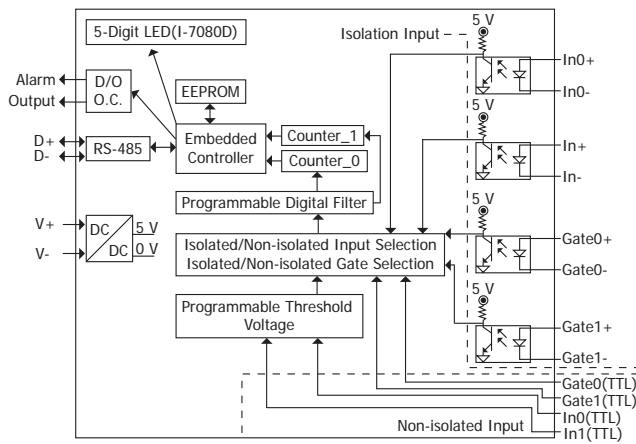 5-Digit LED(I-7080D)
Isolation Input
5 V
In0+
In0-
Alarm
Output
D/O
O.C.
EEPROM
D+
D-
RS-485
Embedded
Controller
Counter_1
Counter_0
5 V
In+
In-
Programmable Digital Filter
V+
V-
DC
DC
5 V
0 V
Isolated/Non-isolated Input Selection
Isolated/Non-isolated Gate Selection
5 V
Gate0+
Gate0-
Programmable Threshold
Voltage
5 V
Gate1+
Gate1-
Gate0(TTL)
Gate1(TTL)
In0(TTL)
In1(TTL)
Non-isolated Input